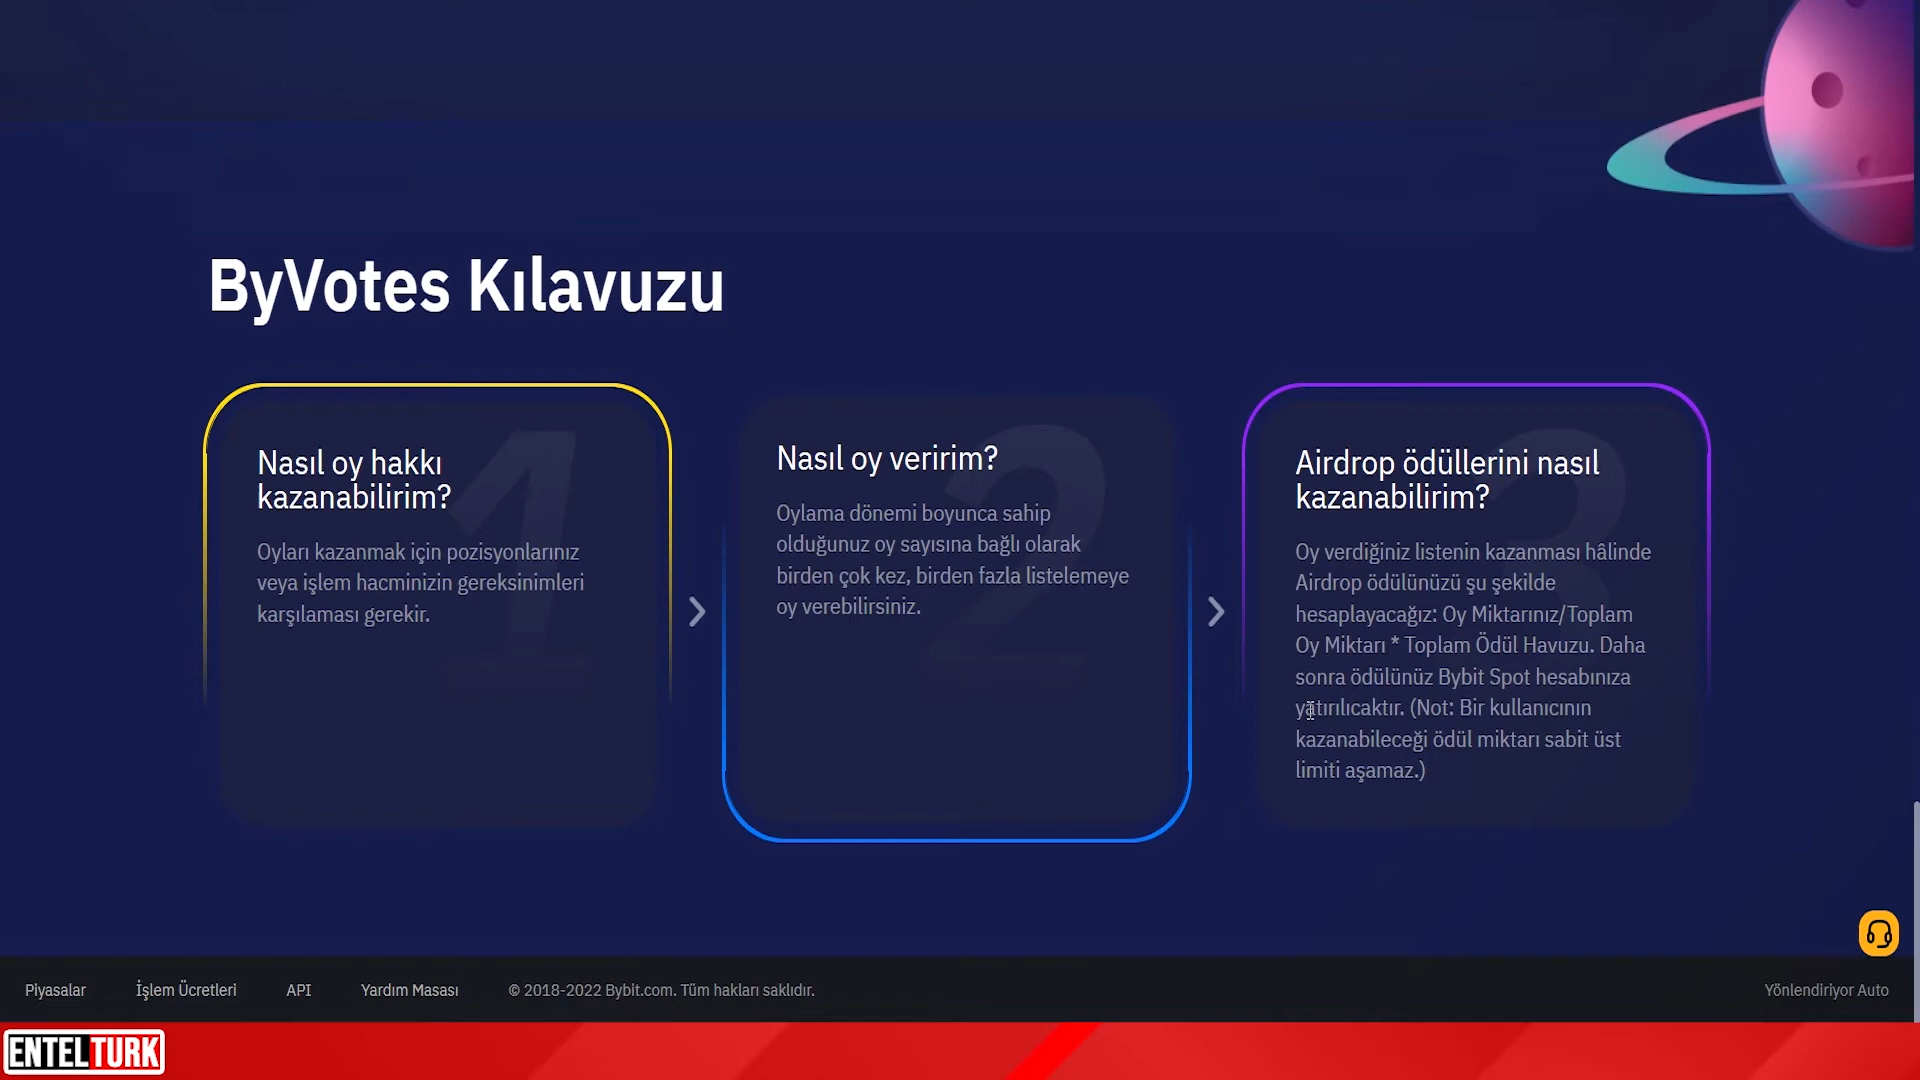 ByVotes Kılavuzu
1
Nasıl oy hakkı
kazanabilirim?
Oyları kazanmak için pozisyonlarınız
veya işlem hacminizin gereksinimleri
karşılaması gerekir.
2
Nasıl oy veririm?
Oylama dönemi boyunca sahip
olduğunuz oy sayısına bağlı olarak
birden çok kez, birden fazla listelemeye
oy verebilirsiniz.
3
Airdrop ödüllerini nasıl
kazanabilirim?
Oy verdiğiniz listenin kazanması hâlinde
Airdrop ödülünüzü şu şekilde
hesaplayacağız: Oy Miktarınız/Toplam
Oy Miktarı * Toplam Ödül Havuzu. Daha
sonra ödülünüz Bybit Spot hesabınıza
yatırılıcaktır. (Not: Bir kullanıcının
kazanabileceği ödül miktarı sabit üst
limiti aşamaz.)
Piyasalar İşlem Ücretleri API Yardım Masası © 2018-2022 Bybit.com. Tüm hakları saklıdır. Yönlendiriyor Auto
ENTELTURK